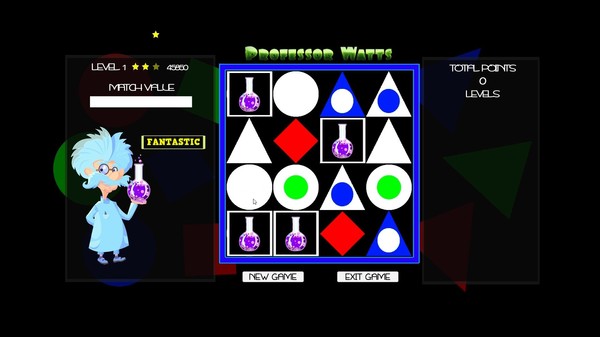 PROFESSOR WATTS
LEVEL 1 45850
MATCH VALUE
FANTASTIC
TOTAL POINTS
0
LEVELS
NEW GAME
EXIT GAME